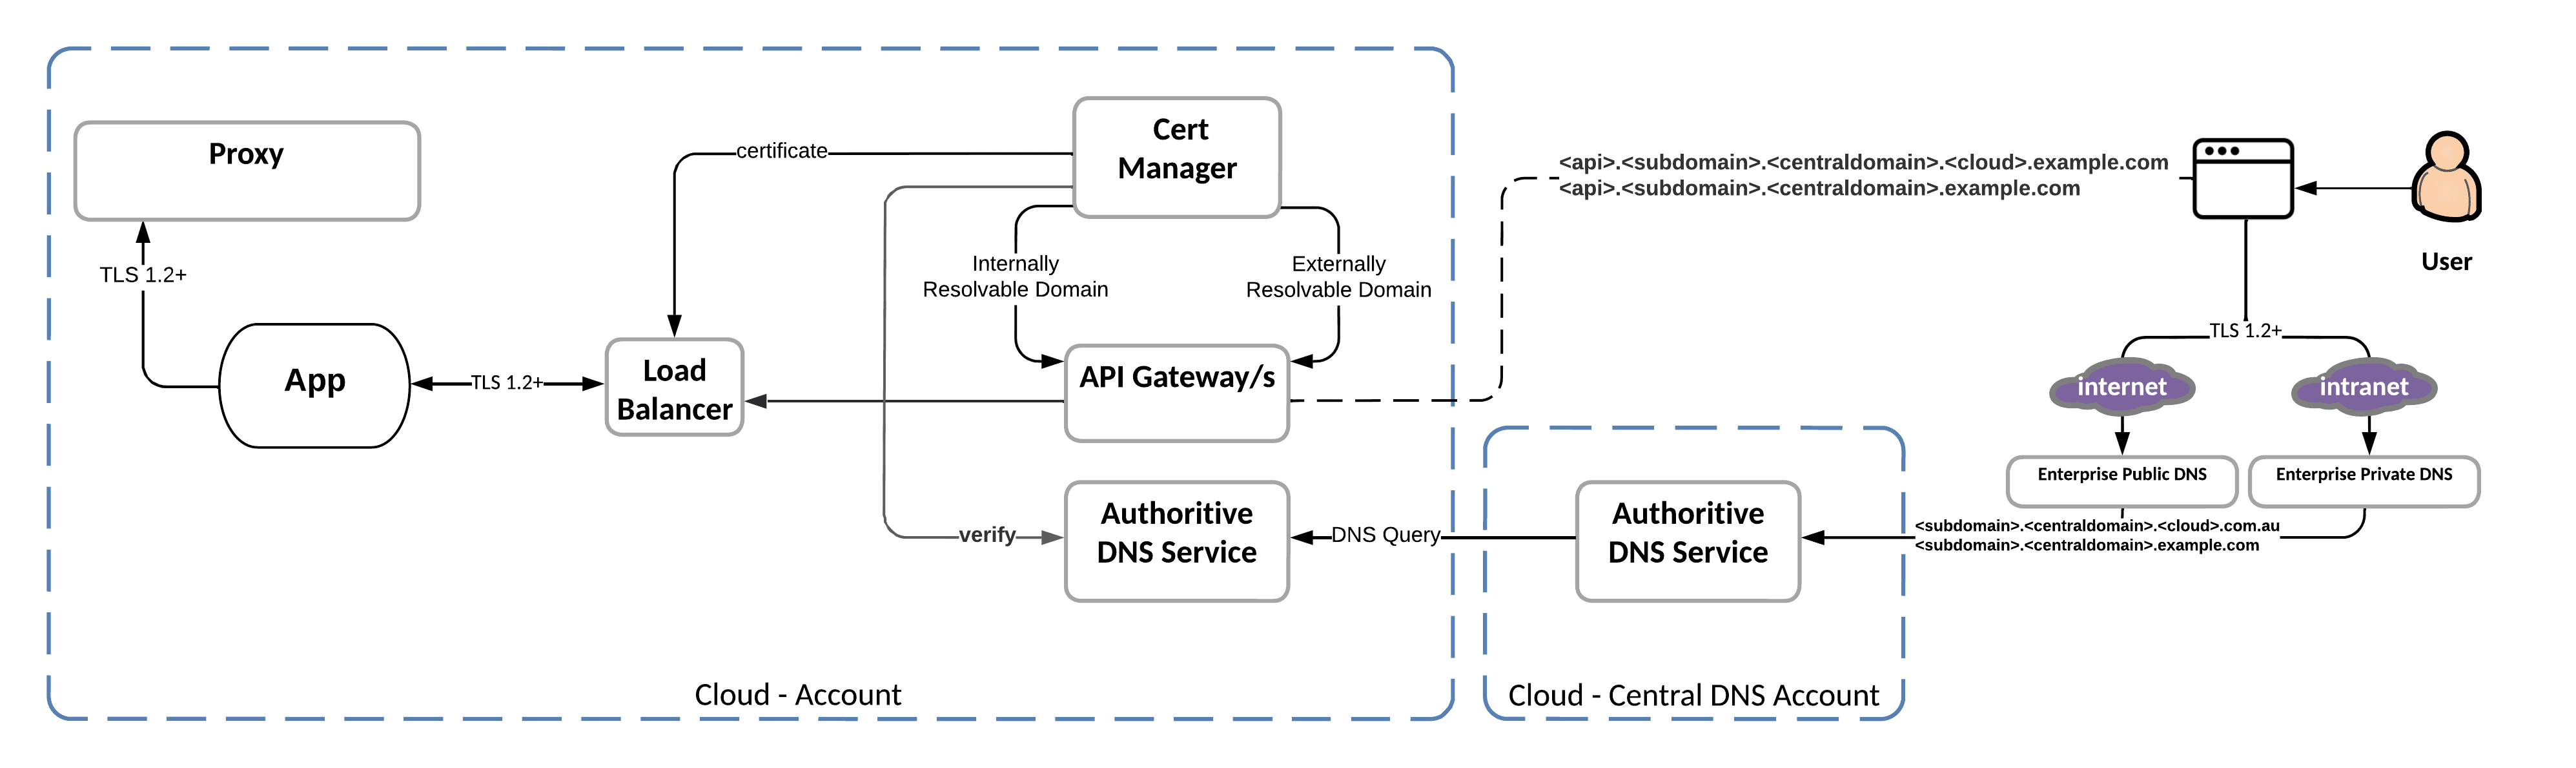 Proxy
TLS 1.2+
App
TLS 1.2+
certificate
Load
Balancer
Cert
Manager
Internally
Resolvable Domain
Externally
Resolvable Domain
API Gateway/s
verify
Authoritive
DNS Service
DNS Query
Cloud - Account
Authoritive
DNS Service
Cloud - Central DNS Account
<api>.<subdomain>.<centraldomain>.<cloud>.example.com
<api>.<subdomain>.<centraldomain>.example.com
User
TLS 1.2+
internet
intranet
Enterprise Public DNS
Enterprise Private DNS
<subdomain>.<centraldomain>.<cloud>.com.au
<subdomain>.<centraldomain>.example.com